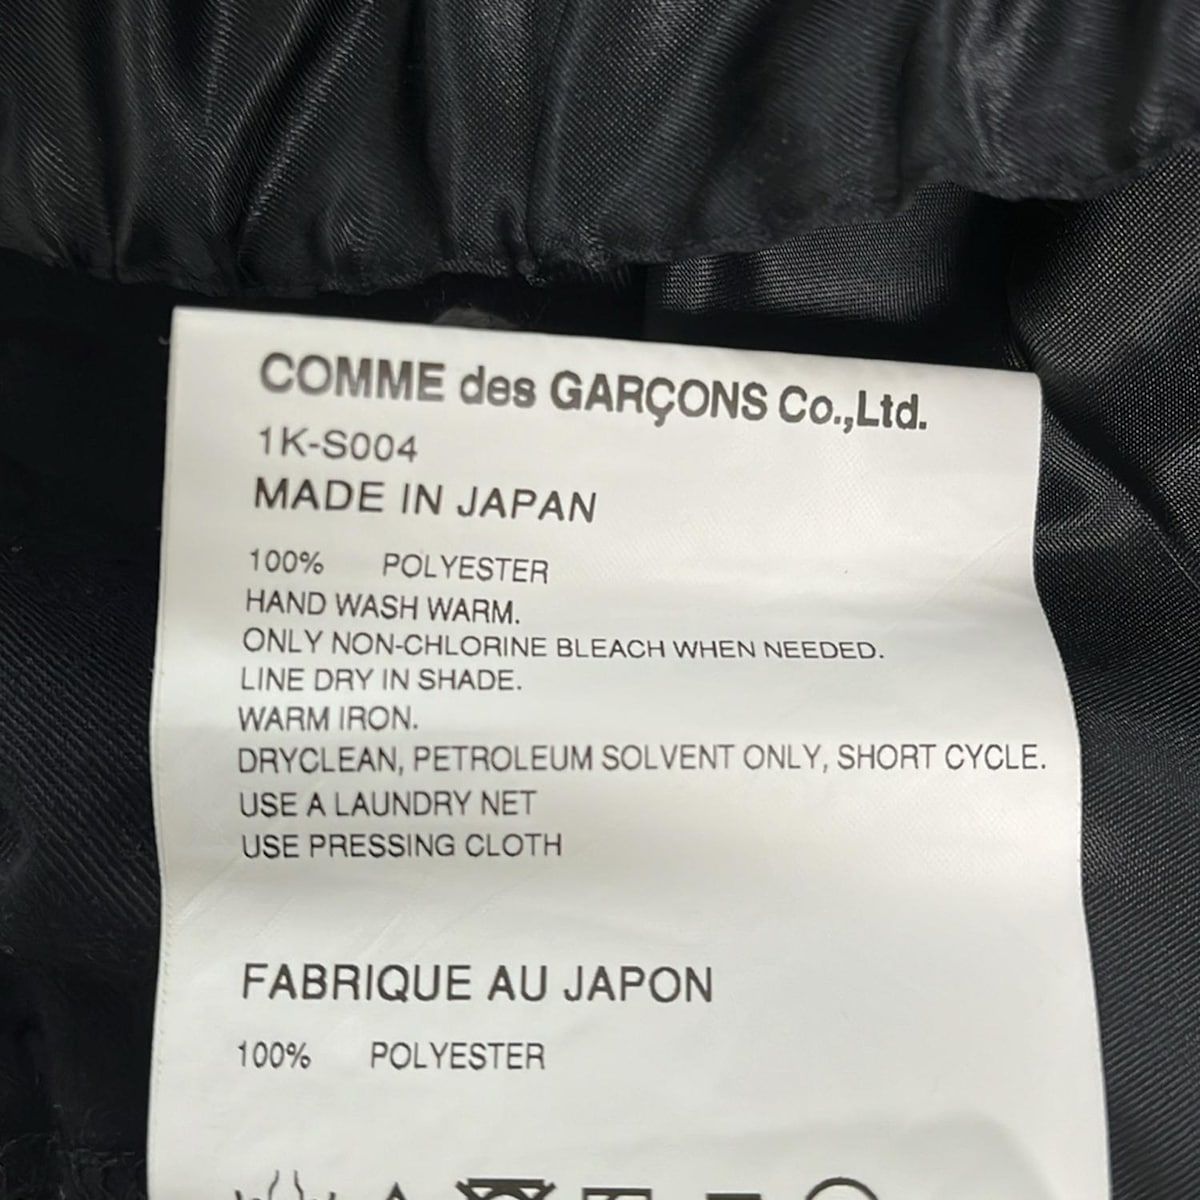 COMME des GARÇONS Co.,Ltd.
1K-S004
MADE IN JAPAN
100% POLYESTER
HAND WASH WARM.
ONLY NON-CHLORINE BLEACH WHEN NEEDED.
LINE DRY IN SHADE.
WARM IRON.
DRYCLEAN, PETROLEUM SOLVENT ONLY, SHORT CYCLE.
USE A LAUNDRY NET
USE PRESSING CLOTH
FABRIQUE AU JAPON
100% POLYESTER